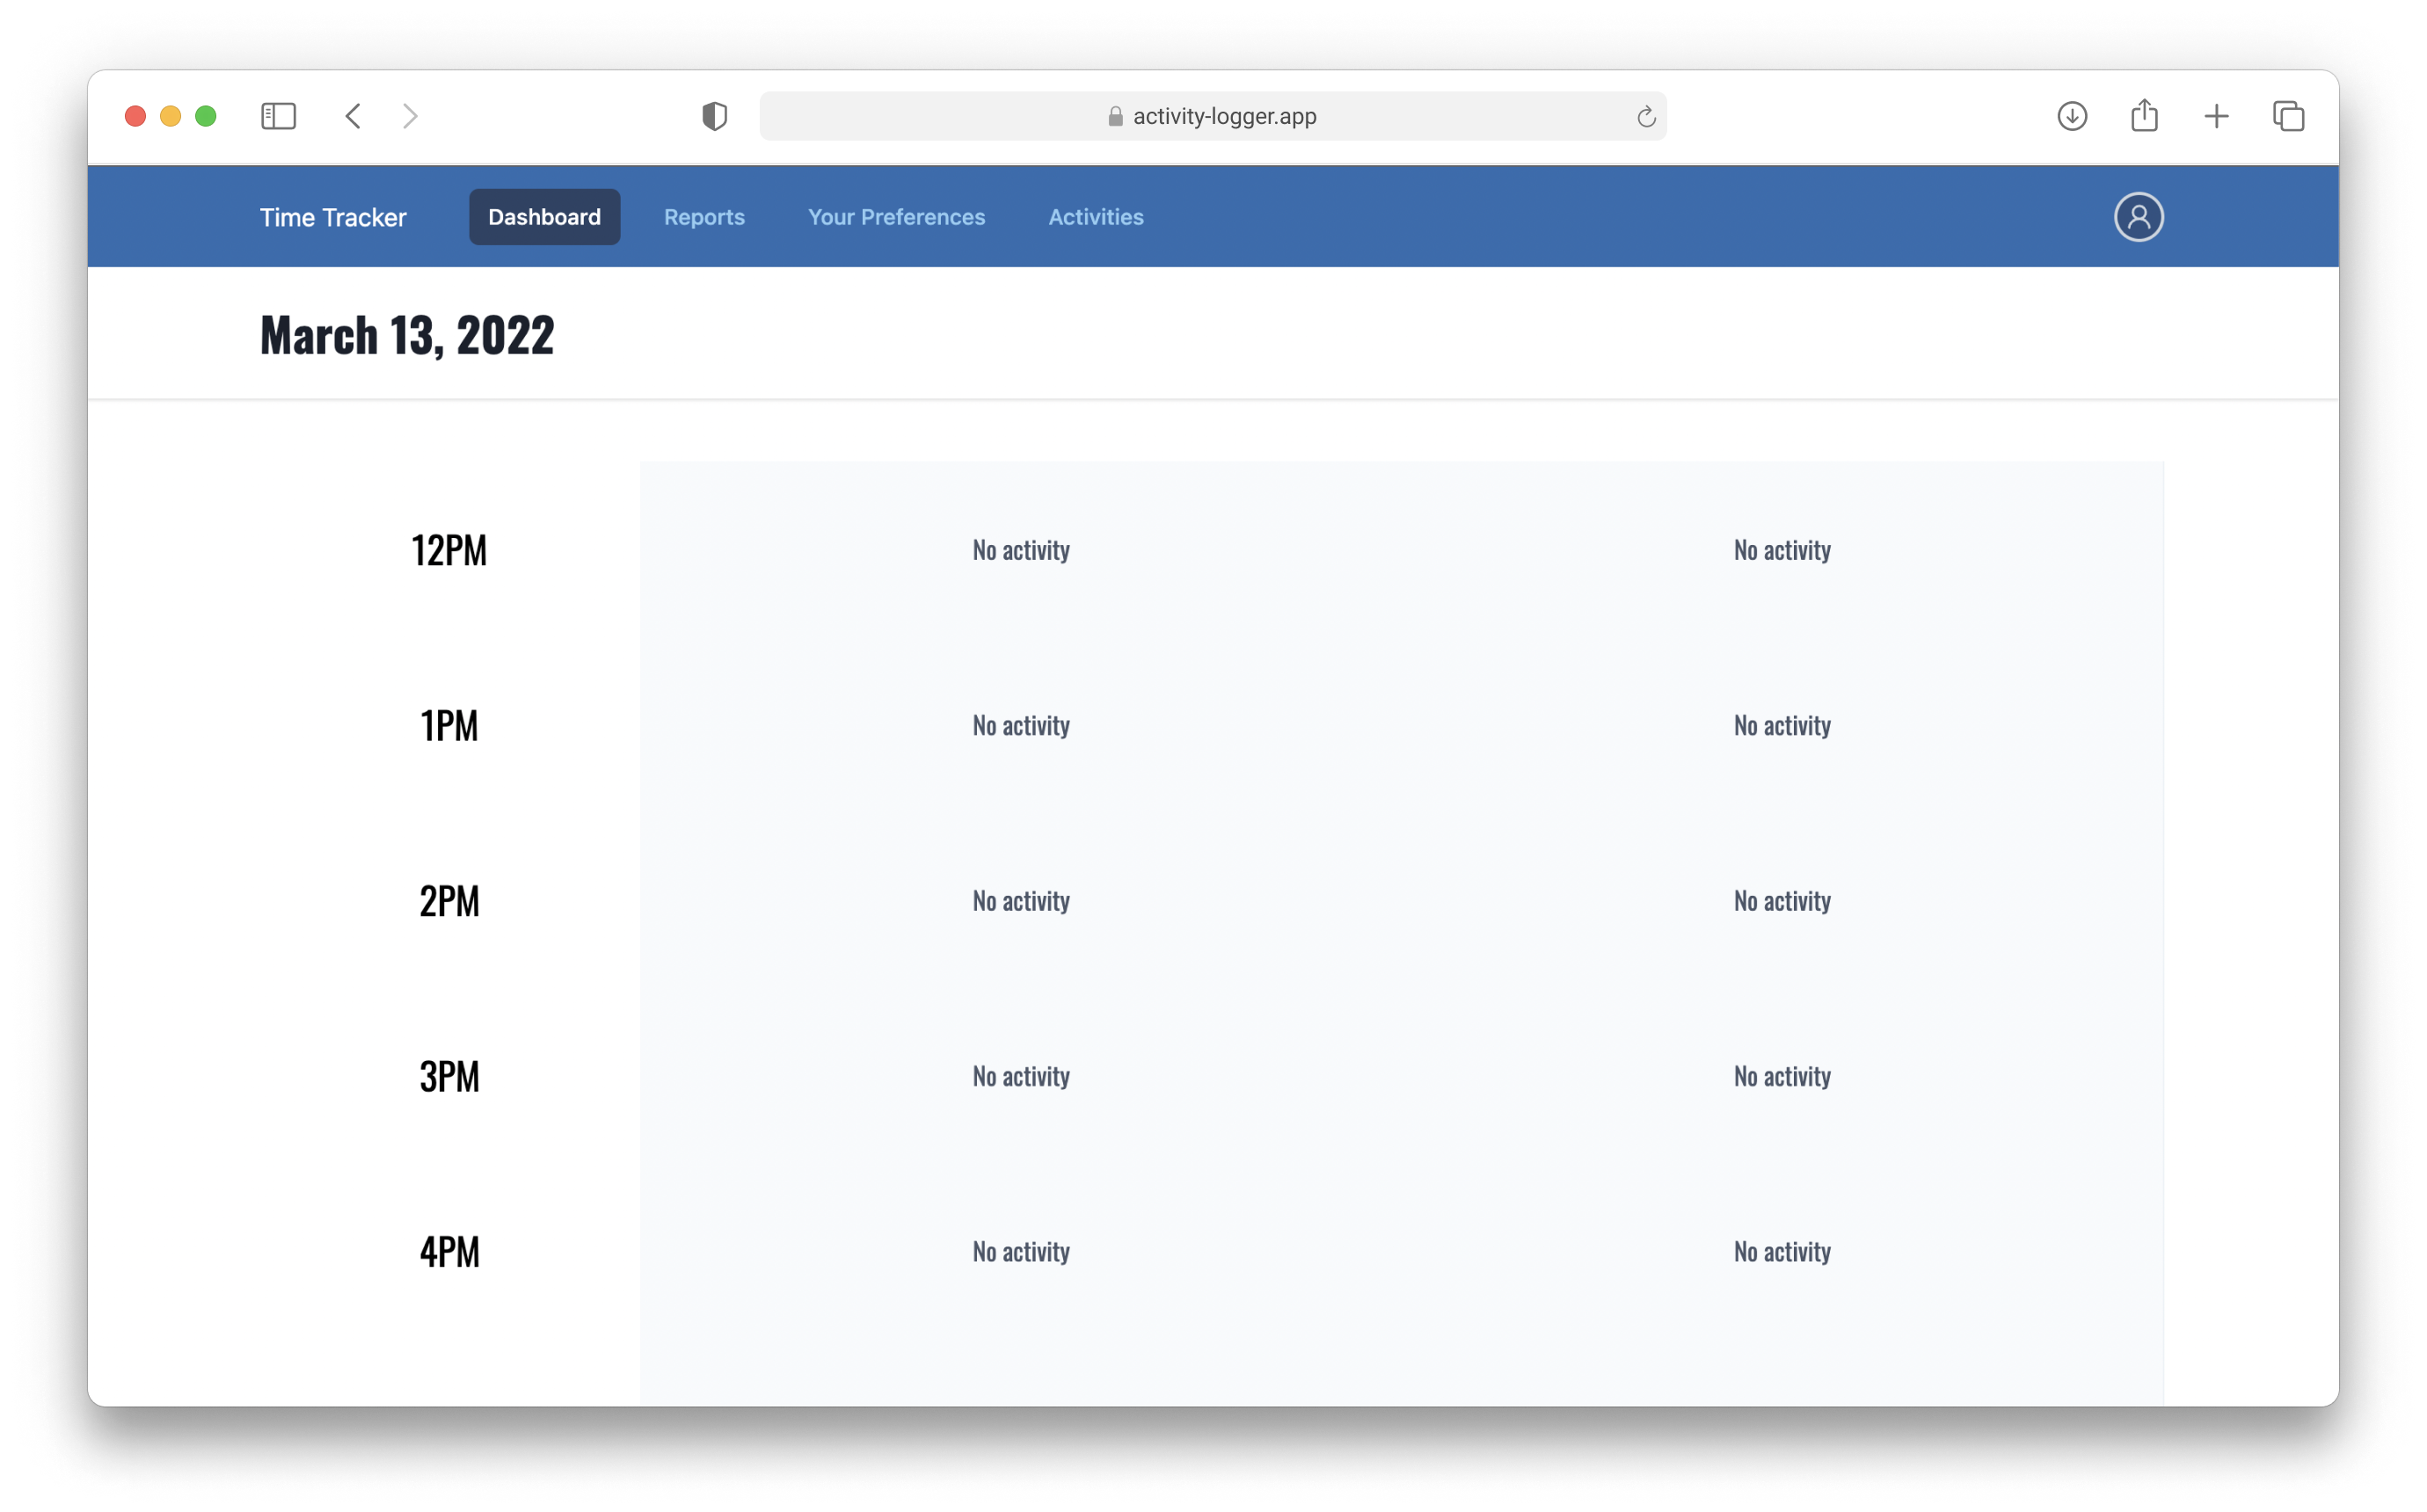 activity-logger.app
Time Tracker Dashboard Reports Your Preferences Activities
March 13, 2022
12PM No activity No activity
1PM No activity No activity
2PM No activity No activity
3PM No activity No activity
4PM No activity No activity